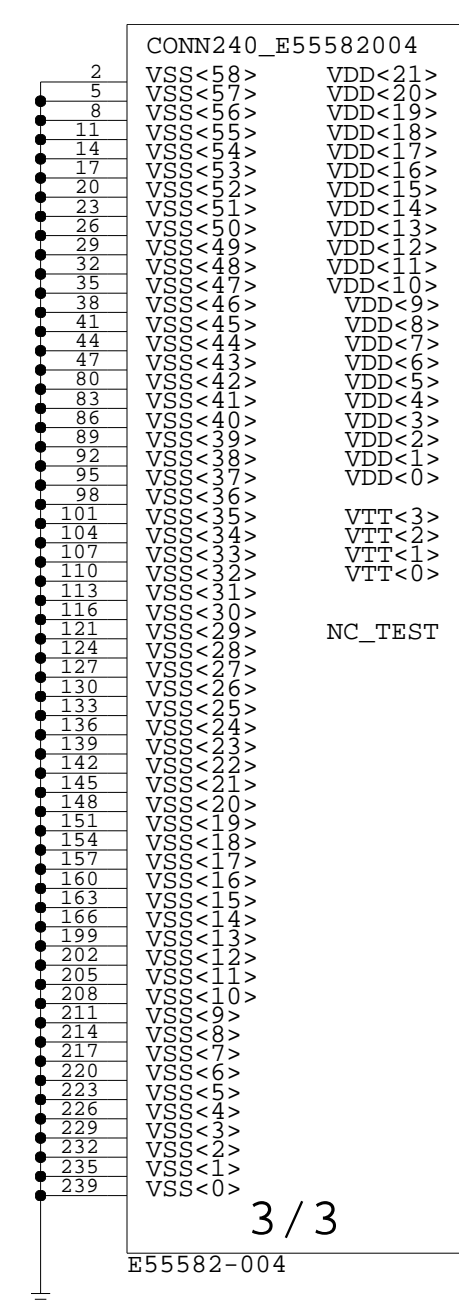 CONN240_E55582004
2 VSS<58> VDD<21>
5 VSS<57> VDD<20>
8 VSS<56> VDD<19>
11 VSS<55> VDD<18>
14 VSS<54> VDD<17>
17 VSS<53> VDD<16>
20 VSS<52> VDD<15>
23 VSS<51> VDD<14>
26 VSS<50> VDD<13>
29 VSS<49> VDD<12>
32 VSS<48> VDD<11>
35 VSS<47> VDD<10>
38 VSS<46> VDD<9>
41 VSS<45> VDD<8>
44 VSS<44> VDD<7>
47 VSS<43> VDD<6>
80 VSS<42> VDD<5>
83 VSS<41> VDD<4>
86 VSS<40> VDD<3>
89 VSS<39> VDD<2>
92 VSS<38> VDD<1>
95 VSS<37> VDD<0>
98 VSS<36>
101 VSS<35> VTT<3>
104 VSS<34> VTT<2>
107 VSS<33> VTT<1>
110 VSS<32> VTT<0>
113 VSS<31>
116 VSS<30>
121 VSS<29> NC_TEST
124 VSS<28>
127 VSS<27>
130 VSS<26>
133 VSS<25>
136 VSS<24>
139 VSS<23>
142 VSS<22>
145 VSS<21>
148 VSS<20>
151 VSS<19>
154 VSS<18>
157 VSS<17>
160 VSS<16>
163 VSS<15>
166 VSS<14>
199 VSS<13>
202 VSS<12>
205 VSS<11>
208 VSS<10>
211 VSS<9>
214 VSS<8>
217 VSS<7>
220 VSS<6>
223 VSS<5>
226 VSS<4>
229 VSS<3>
232 VSS<2>
235 VSS<1>
239 VSS<0>
3/3
E55582-004